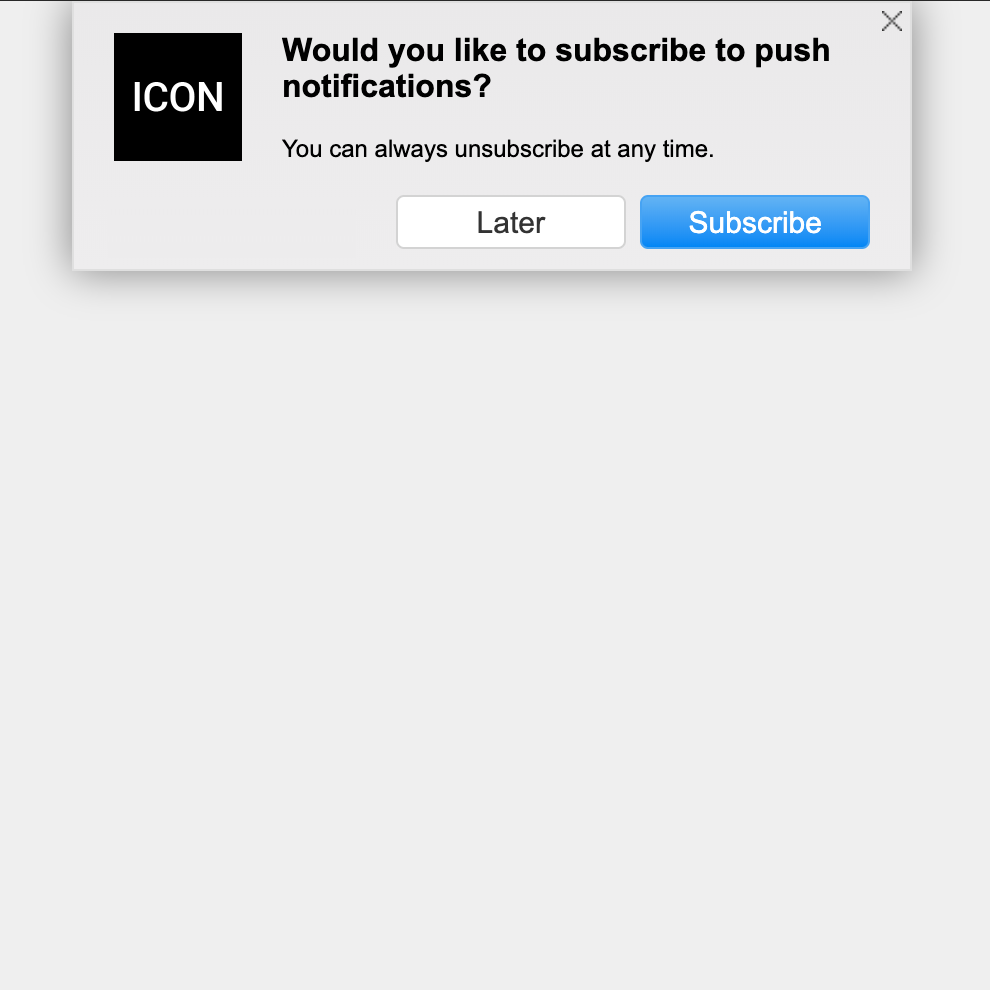 ICON
Would you like to subscribe to push
notifications?
You can always unsubscribe at any time.
Later
Subscribe